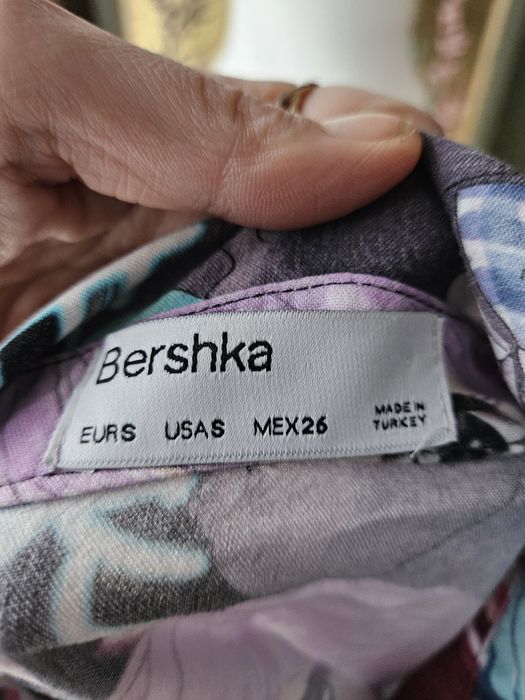 Bershka
EUR S USA S MEX 26
MADE IN
TURKEY